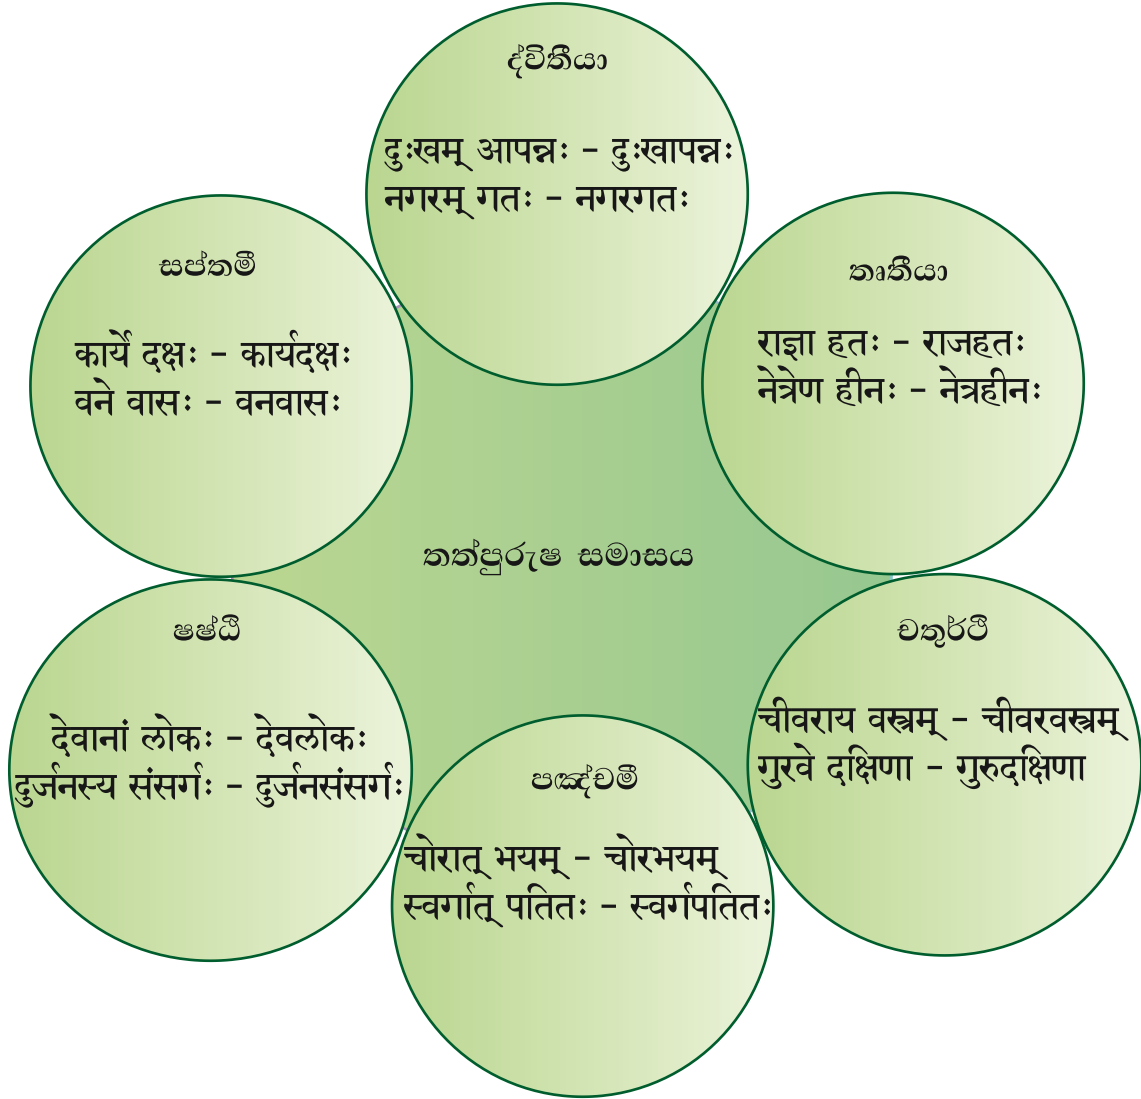 ද්විතීයා
दुःखम् आपन्नः – दुःखापन्नः
नगरम् गतः – नगरगतः
තෘතීයා
राज्ञा हतः – राजहतः
नेत्रेण हीनः – नेत्रहीनः
චතුර්ථි
चीवराय वस्त्रम् – चीवरवस्त्रम्
गुरवे दक्षिणा – गुरुदक्षिणा
පඤ්චමී
चोरात् भयम् – चोरभयम्
स्वर्गात् पतितः – स्वर्गपतितः
ෂෂ්ඨි
देवानां लोकः – देवलोकः
दुर्जनस्य संसर्गः – दुर्जनसंसर्गः
සප්තමී
कार्ये दक्षः – कार्यदक्षः
वने वासः – वनवासः
තත්පුරුෂ සමාසය